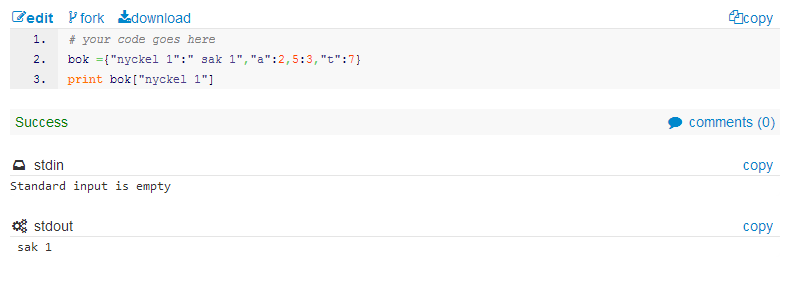 edit fork download copy
1. # your code goes here
2. bok ={"nyckel 1":" sak 1","a":2,5:3,"t":7}
3. print bok["nyckel 1"]
Success comments (0)
stdin copy
Standard input is empty
stdout copy
sak 1